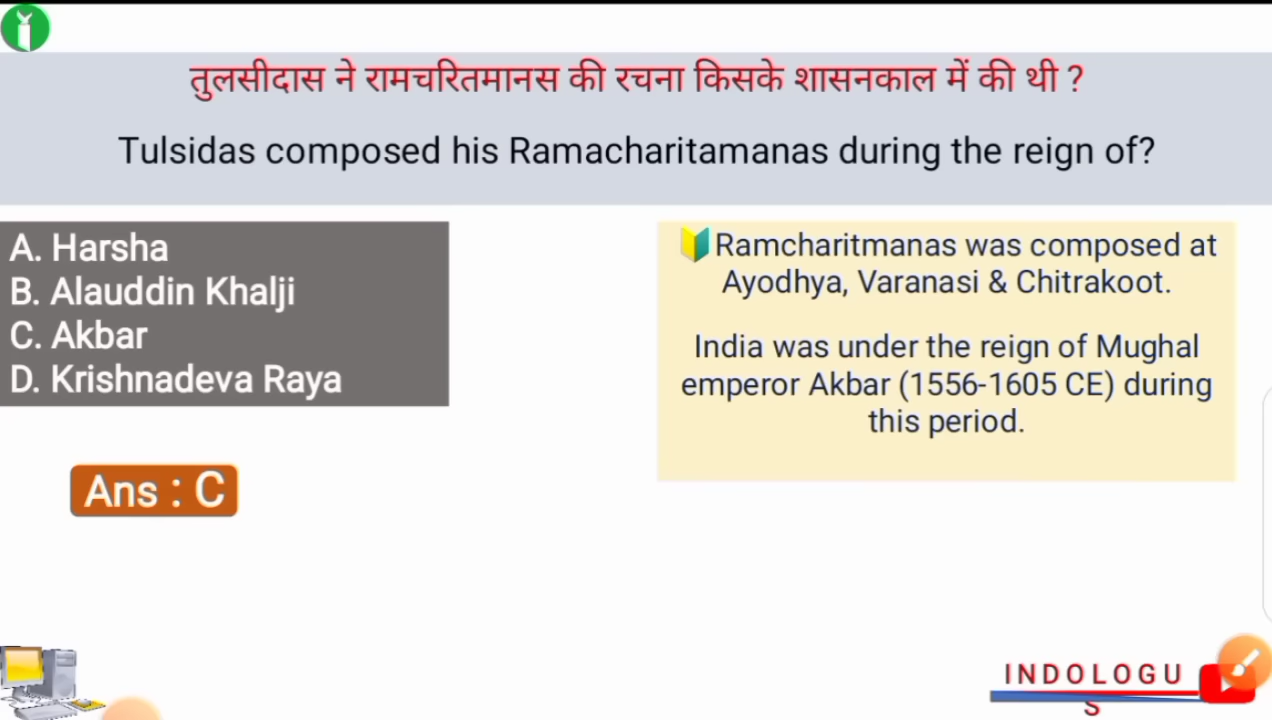 तुलसीदास ने रामचरितमानस की रचना किसके शासनकाल में की थी ?
Tulsidas composed his Ramacharitamanas during the reign of?
A. Harsha
B. Alauddin Khalji
C. Akbar
D. Krishnadeva Raya
Ans : C
Ramcharitmanas was composed at
Ayodhya, Varanasi & Chitrakoot.
India was under the reign of Mughal
emperor Akbar (1556-1605 CE) during
this period.
INDOLOGU
S